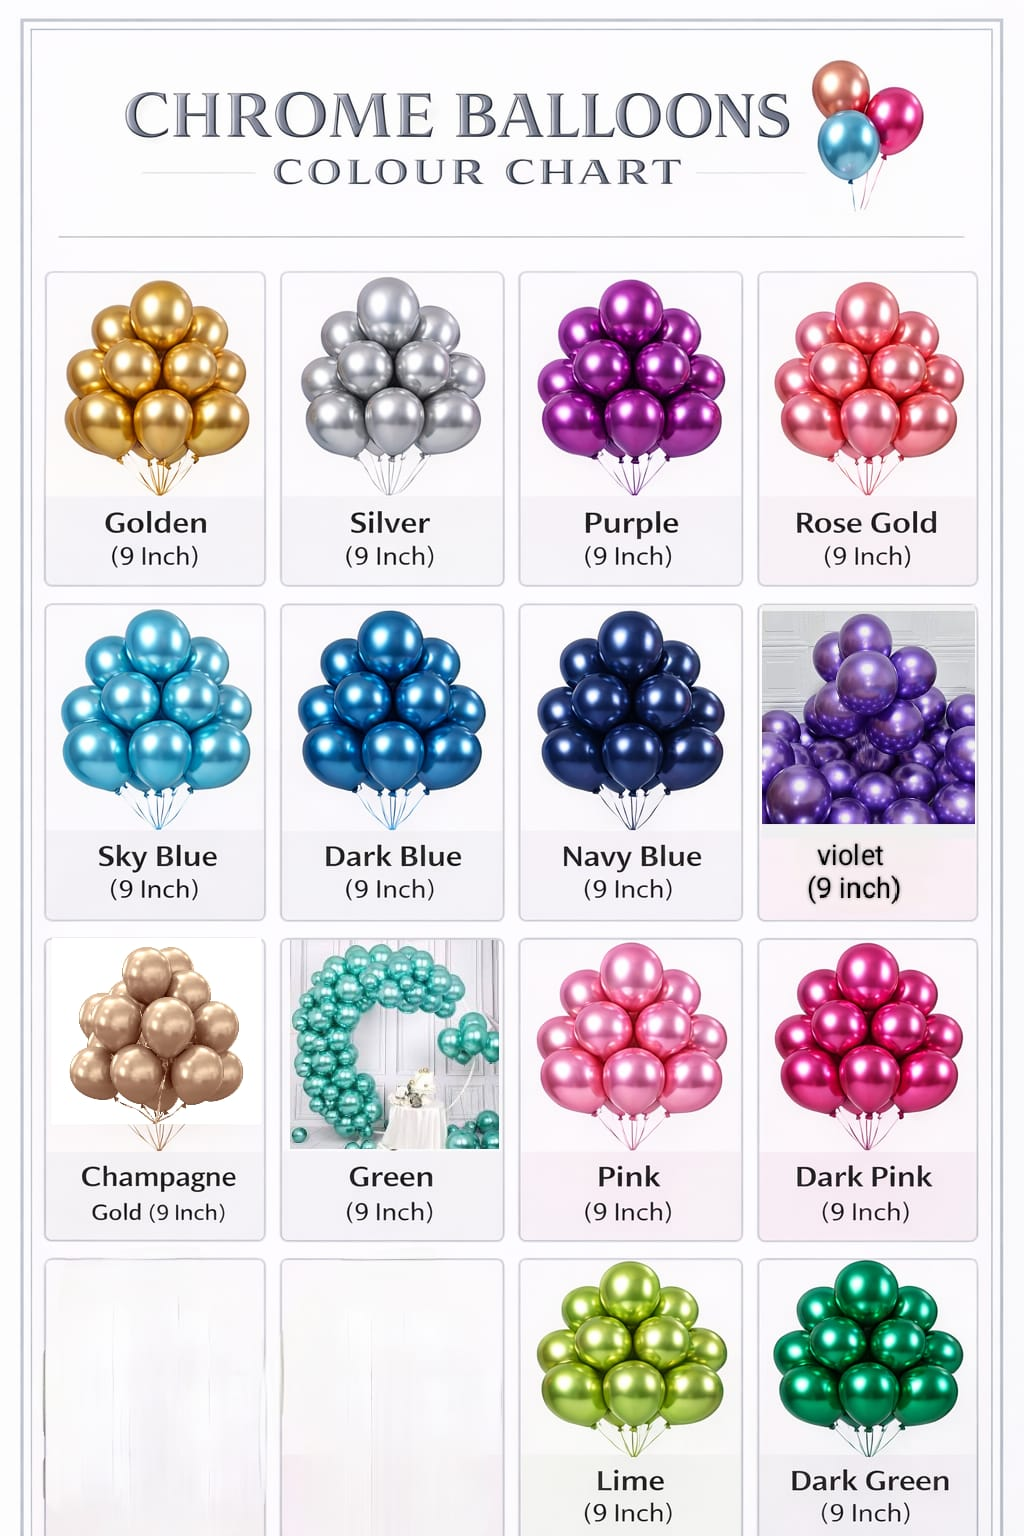 CHROME BALLOONS
COLOUR CHART
Golden
(9 Inch)
Silver
(9 Inch)
Purple
(9 Inch)
Rose Gold
(9 Inch)
Sky Blue
(9 Inch)
Dark Blue
(9 Inch)
Navy Blue
(9 Inch)
violet
(9 inch)
Champagne
Gold (9 Inch)
Green
(9 Inch)
Pink
(9 Inch)
Dark Pink
(9 Inch)
Lime
(9 Inch)
Dark Green
(9 Inch)